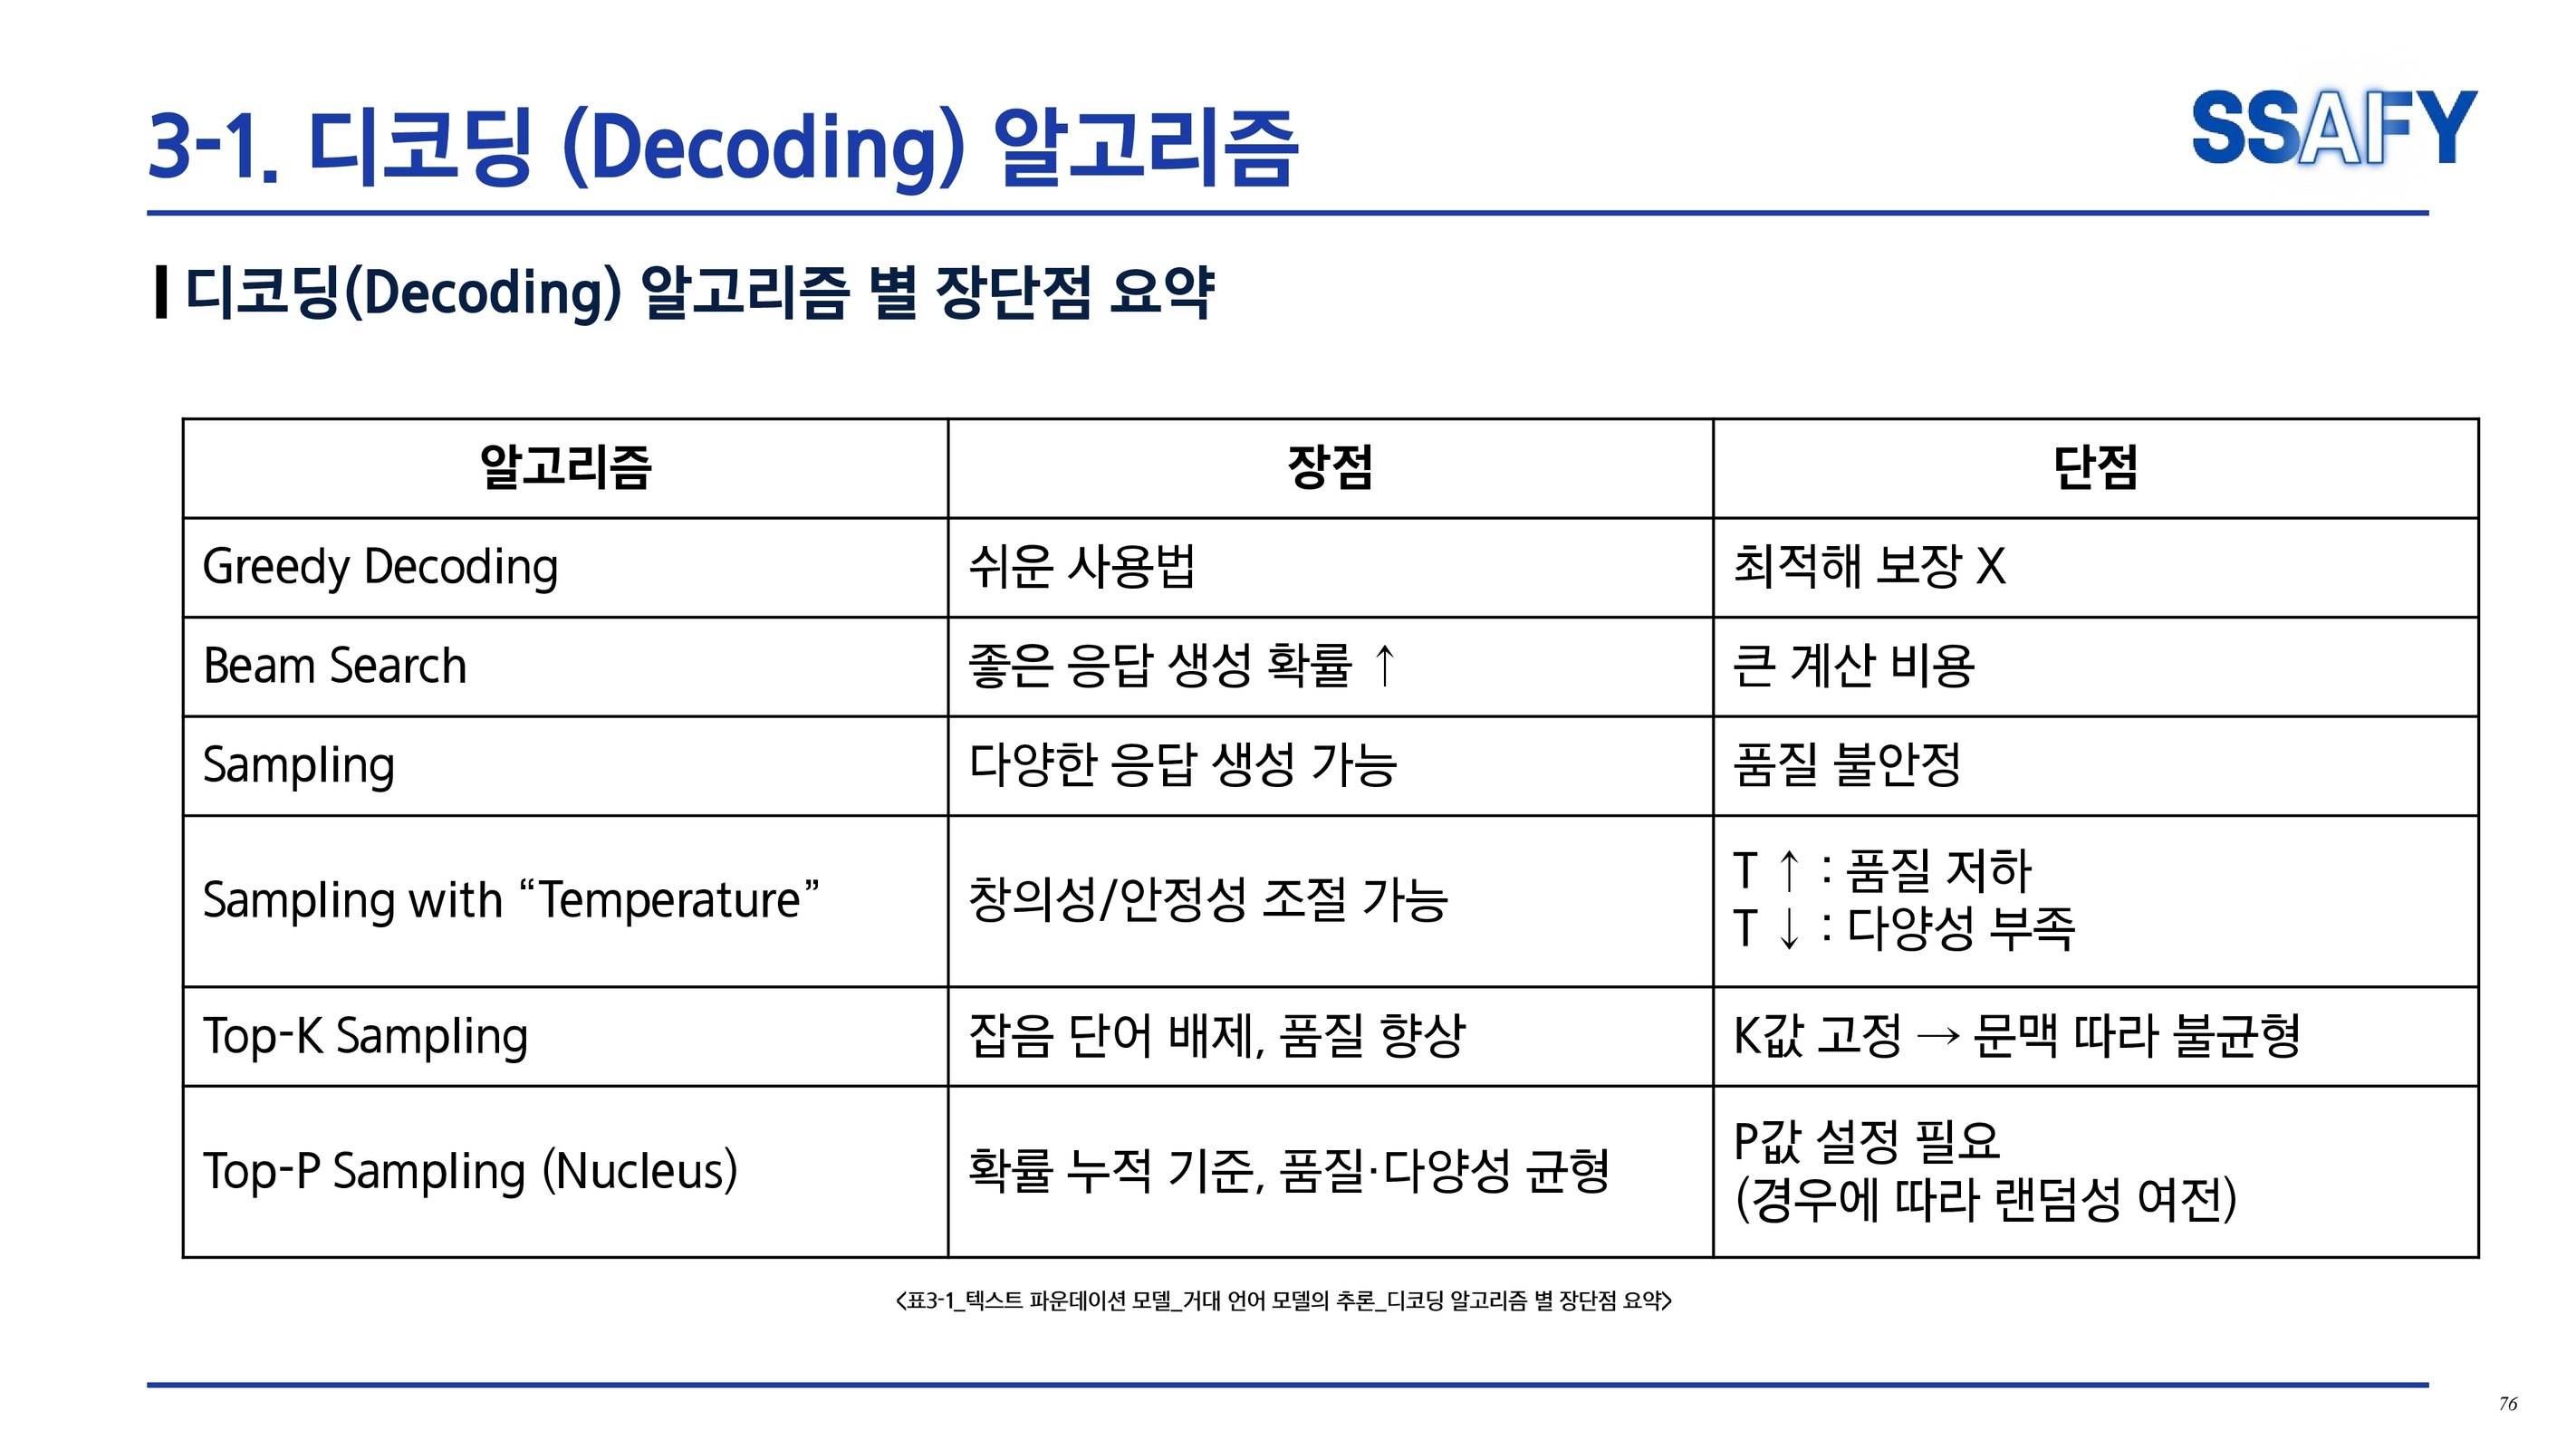 3-1. 디코딩 (Decoding) 알고리즘
SSAFY
디코딩(Decoding) 알고리즘 별 장단점 요약
알고리즘 장점 단점
Greedy Decoding 쉬운 사용법 최적해 보장 X
Beam Search 좋은 응답 생성 확률 ↑ 큰 계산 비용
Sampling 다양한 응답 생성 가능 품질 불안정
Sampling with “Temperature” 창의성/안정성 조절 가능 T ↑ : 품질 저하
T ↓ : 다양성 부족
Top-K Sampling 잡음 단어 배제, 품질 향상 K값 고정 → 문맥 따라 불균형
Top-P Sampling (Nucleus) 확률 누적 기준, 품질·다양성 균형 P값 설정 필요
(경우에 따라 랜덤성 여전)
<표3-1_텍스트 파운데이션 모델_거대 언어 모델의 추론_디코딩 알고리즘 별 장단점 요약>
76